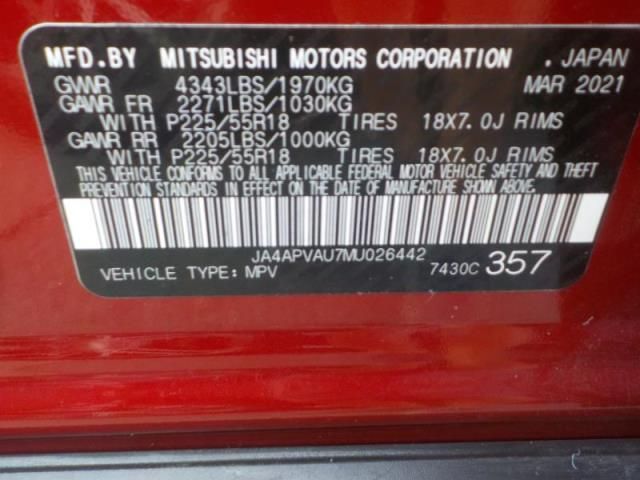 MFD.BY MITSUBISHI MOTORS CORPORATION . JAPAN
GWVR 4343LBS/1970KG MAR 2021
GAWR FR 2271LBS/1030KG
WITH P225/55R18 TIRES 18X7.0J RIMS
GAWR RR 2205LBS/1000KG
WITH P225/55R18 TIRES 18X7.0J RIMS
THIS VEHICLE CONFORMS TO ALL APPLICABLE FEDERAL MOTOR VEHICLE SAFETY AND THEFT
PREVENTION STANDARDS IN EFFECT ON THE DATE OF MANUFACTURE SHOWN ABOVE.
JA4APVAU7MU026442
VEHICLE TYPE:MPV 7430C 357